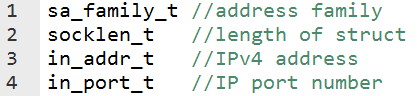 1 sa_family_t //address family
2 socklen_t //length of struct
3 in_addr_t //IPv4 address
4 in_port_t //IP port number